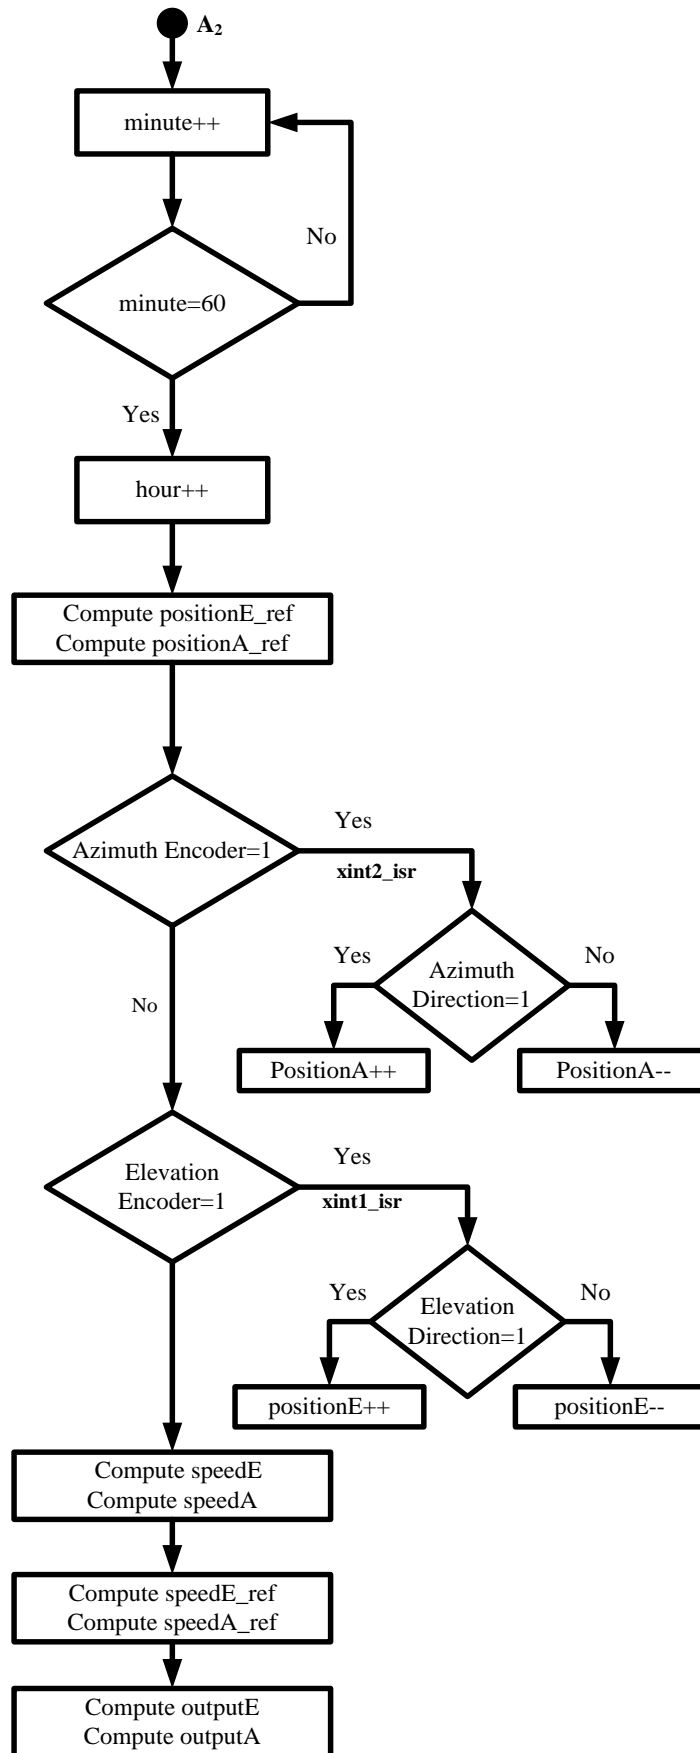 A2
minute++
No
minute=60
Yes
hour++
Compute positionE_ref
Compute positionA_ref
Yes
Azimuth Encoder=1
xint2_isr
Yes
No
Azimuth
Direction=1
No
PositionA++
PositionA--
Yes
Elevation
Encoder=1
xint1_isr
Yes
No
Elevation
Direction=1
positionE++
positionE--
Compute speedE
Compute speedA
Compute speedE_ref
Compute speedA_ref
Compute outputE
Compute outputA